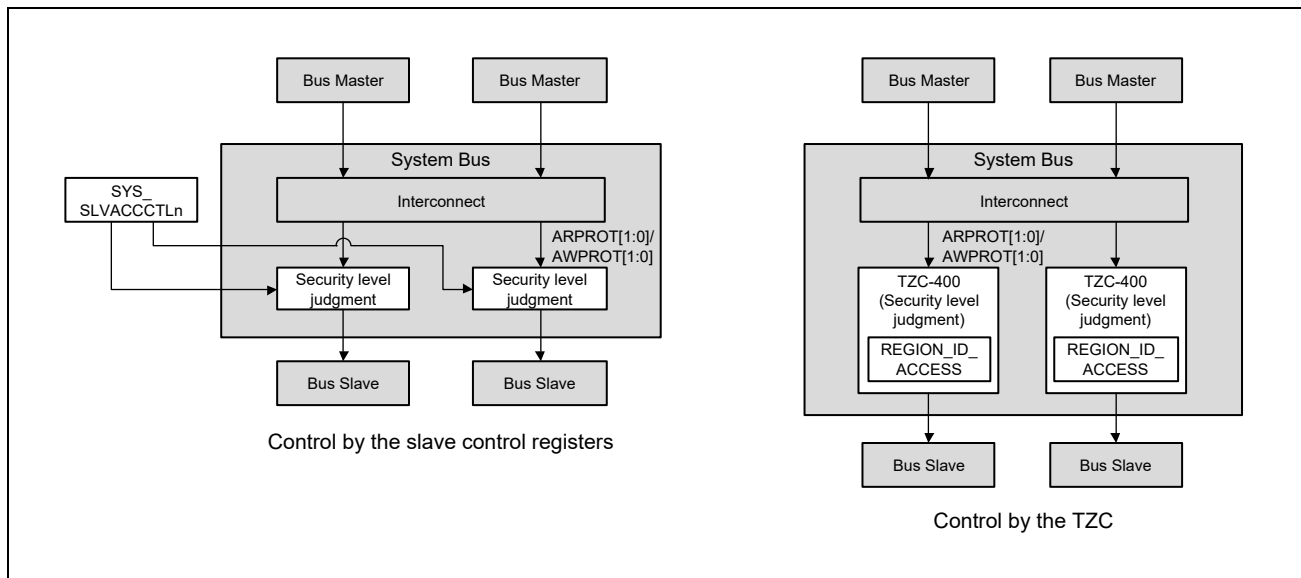 Bus Master
Bus Master
System Bus
SYS_
SLVACCCTLn
Interconnect
ARPROT[1:0]/
AWPROT[1:0]
Security level
judgment
Security level
judgment
Bus Slave
Bus Slave
Control by the slave control registers
Bus Master
Bus Master
System Bus
Interconnect
ARPROT[1:0]/
AWPROT[1:0]
TZC-400
(Security level
judgment)
REGION_ID_
ACCESS
TZC-400
(Security level
judgment)
REGION_ID_
ACCESS
Bus Slave
Bus Slave
Control by the TZC